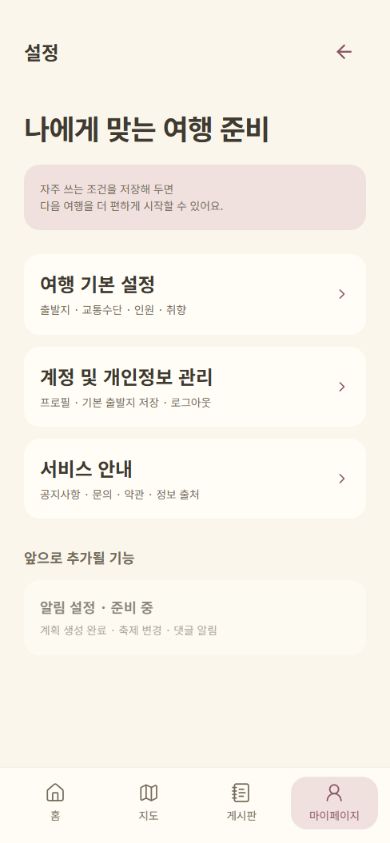 설정
나에게 맞는 여행 준비
자주 쓰는 조건을 저장해 두면
다음 여행을 더 편하게 시작할 수 있어요.
여행 기본 설정
출발지 · 교통수단 · 인원 · 취향
계정 및 개인정보 관리
프로필 · 기본 출발지 저장 · 로그아웃
서비스 안내
공지사항 · 문의 · 약관 · 정보 출처
앞으로 추가될 기능
알림 설정 · 준비 중
계획 생성 완료 · 축제 변경 · 댓글 알림
홈
지도
게시판
마이페이지